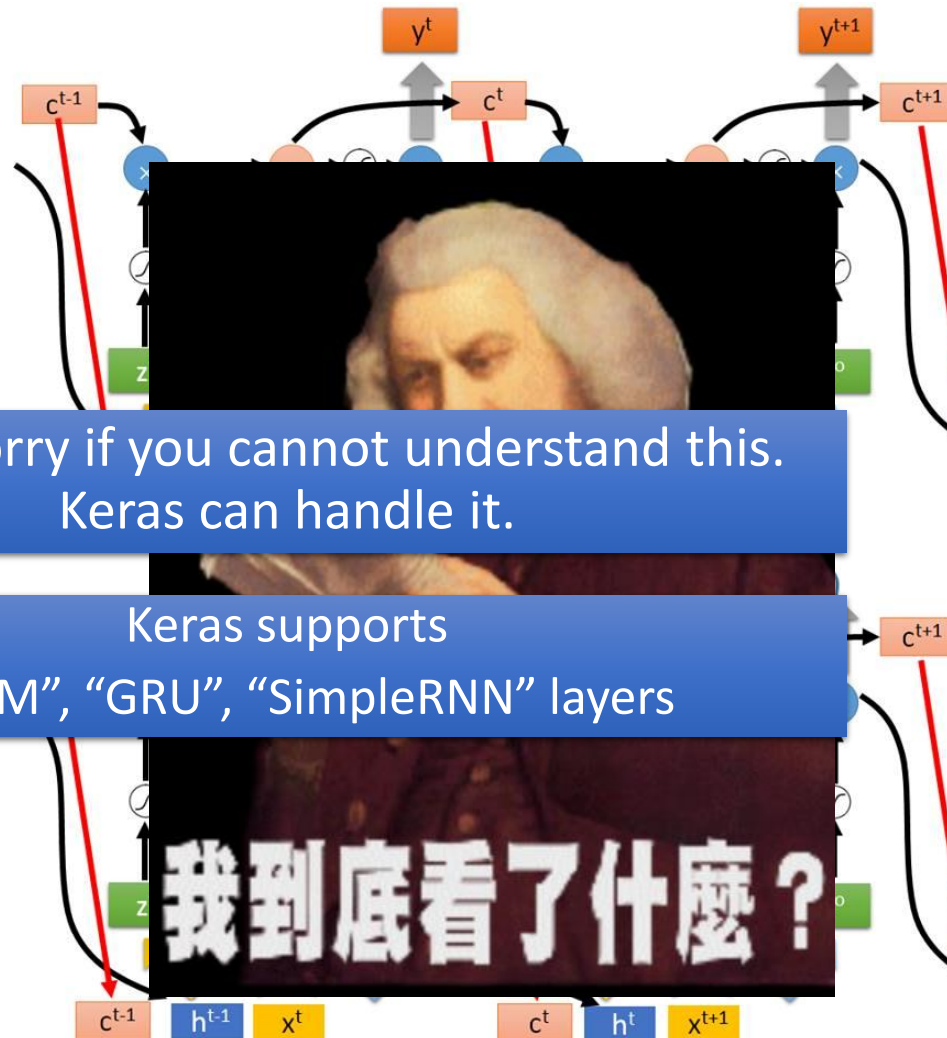 yᵗ yᵗ⁺¹
cᵗ⁻¹ cᵗ cᵗ⁺¹
×
z
orry if you cannot understand this.
Keras can handle it.
Keras supports
M”, “GRU”, “SimpleRNN” layers
cᵗ⁺¹
我到底看了什麼？
z
cᵗ⁻¹ hᵗ⁻¹ xᵗ cᵗ hᵗ xᵗ⁺¹